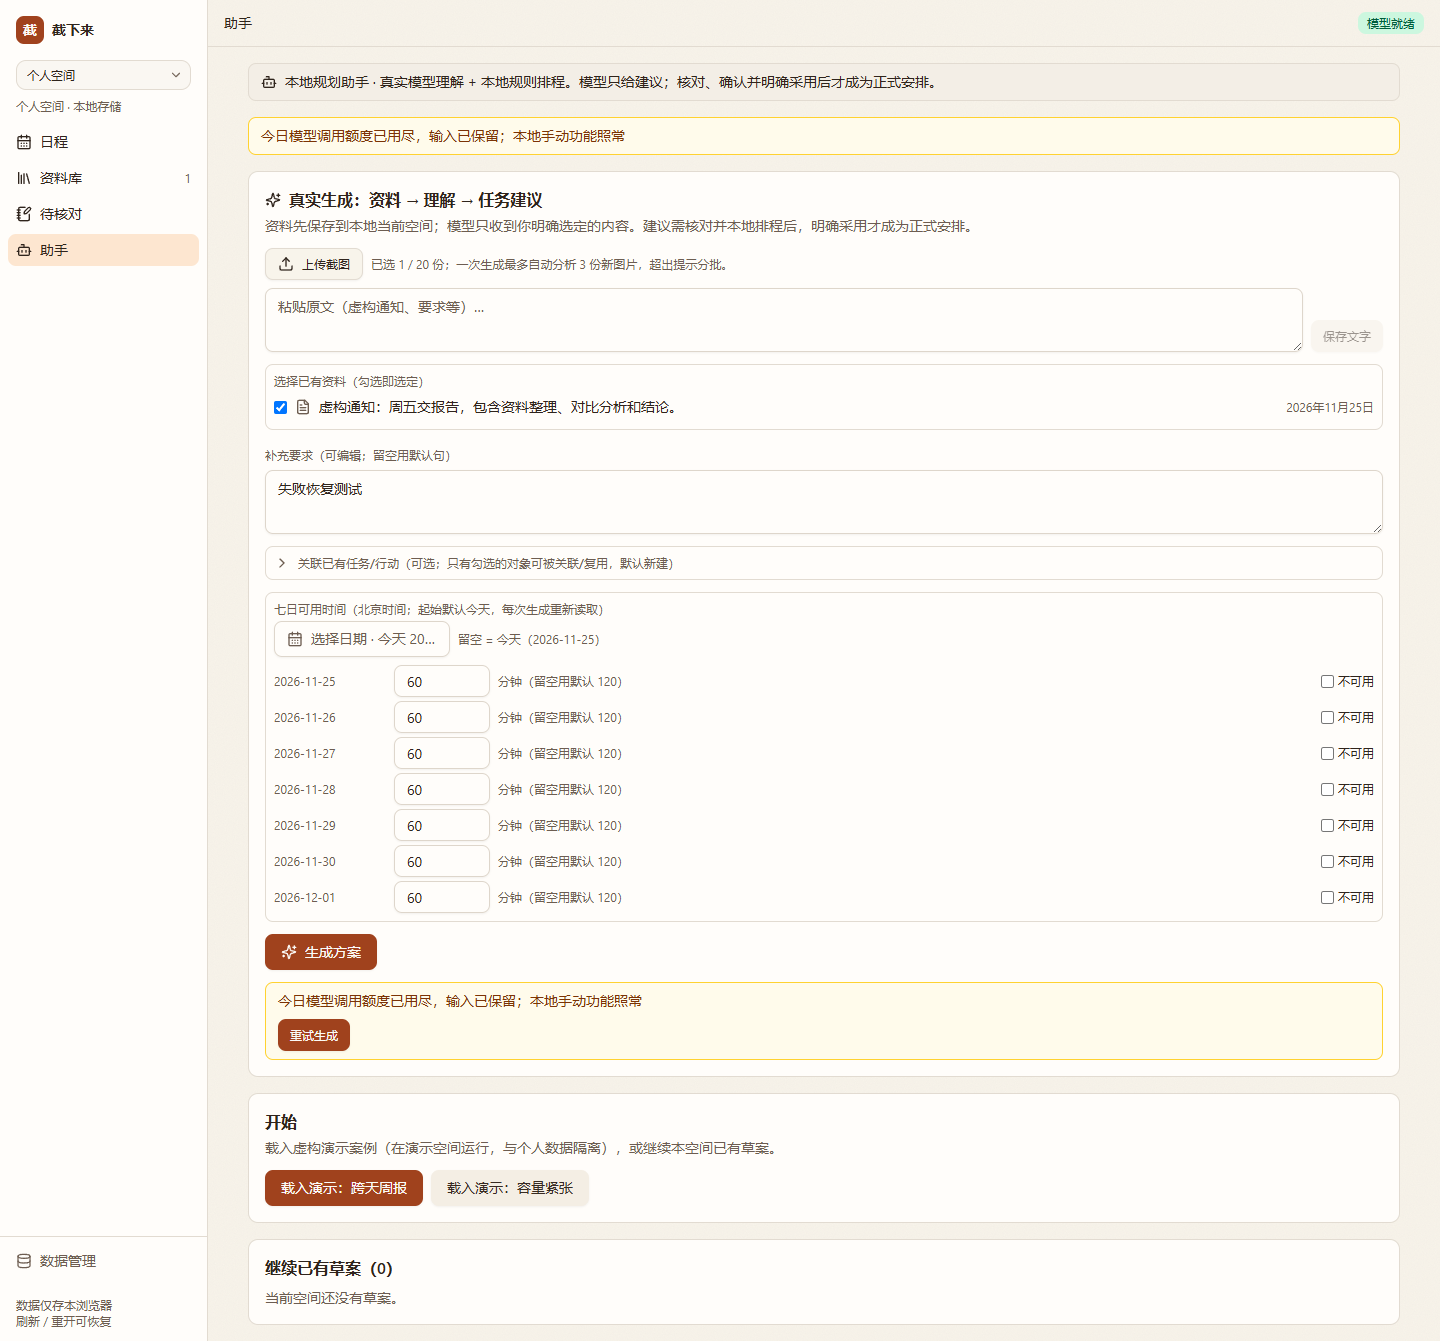 截 截下来
个人空间
个人空间 · 本地存储
日程
资料库 1
待核对
助手
数据管理
数据仅存本浏览器
刷新 / 重开可恢复
助手
模型就绪
本地规划助手 · 真实模型理解 + 本地规则排程。模型只给建议；核对、确认并明确采用后才成为正式安排。
今日模型调用额度已用尽，输入已保留；本地手动功能照常
真实生成：资料 → 理解 → 任务建议
资料先保存到本地当前空间；模型只收到你明确选定的内容。建议需核对并本地排程后，明确采用才成为正式安排。
上传截图 已选 1 / 20 份；一次生成最多自动分析 3 份新图片，超出提示分批。
粘贴原文（虚构通知、要求等）...
保存文字
选择已有资料（勾选即选定）
虚构通知：周五交报告，包含资料整理、对比分析和结论。 2026年11月25日
补充要求（可编辑；留空用默认句）
失败恢复测试
关联已有任务/行动（可选；只有勾选的对象可被关联/复用，默认新建）
七日可用时间（北京时间；起始默认今天，每次生成重新读取）
选择日期 · 今天 20... 留空 = 今天（2026-11-25）
2026-11-25 60 分钟（留空用默认 120） 不可用
2026-11-26 60 分钟（留空用默认 120） 不可用
2026-11-27 60 分钟（留空用默认 120） 不可用
2026-11-28 60 分钟（留空用默认 120） 不可用
2026-11-29 60 分钟（留空用默认 120） 不可用
2026-11-30 60 分钟（留空用默认 120） 不可用
2026-12-01 60 分钟（留空用默认 120） 不可用
生成方案
今日模型调用额度已用尽，输入已保留；本地手动功能照常
重试生成
开始
载入虚构演示案例（在演示空间运行，与个人数据隔离），或继续本空间已有草案。
载入演示：跨天周报 载入演示：容量紧张
继续已有草案（0）
当前空间还没有草案。